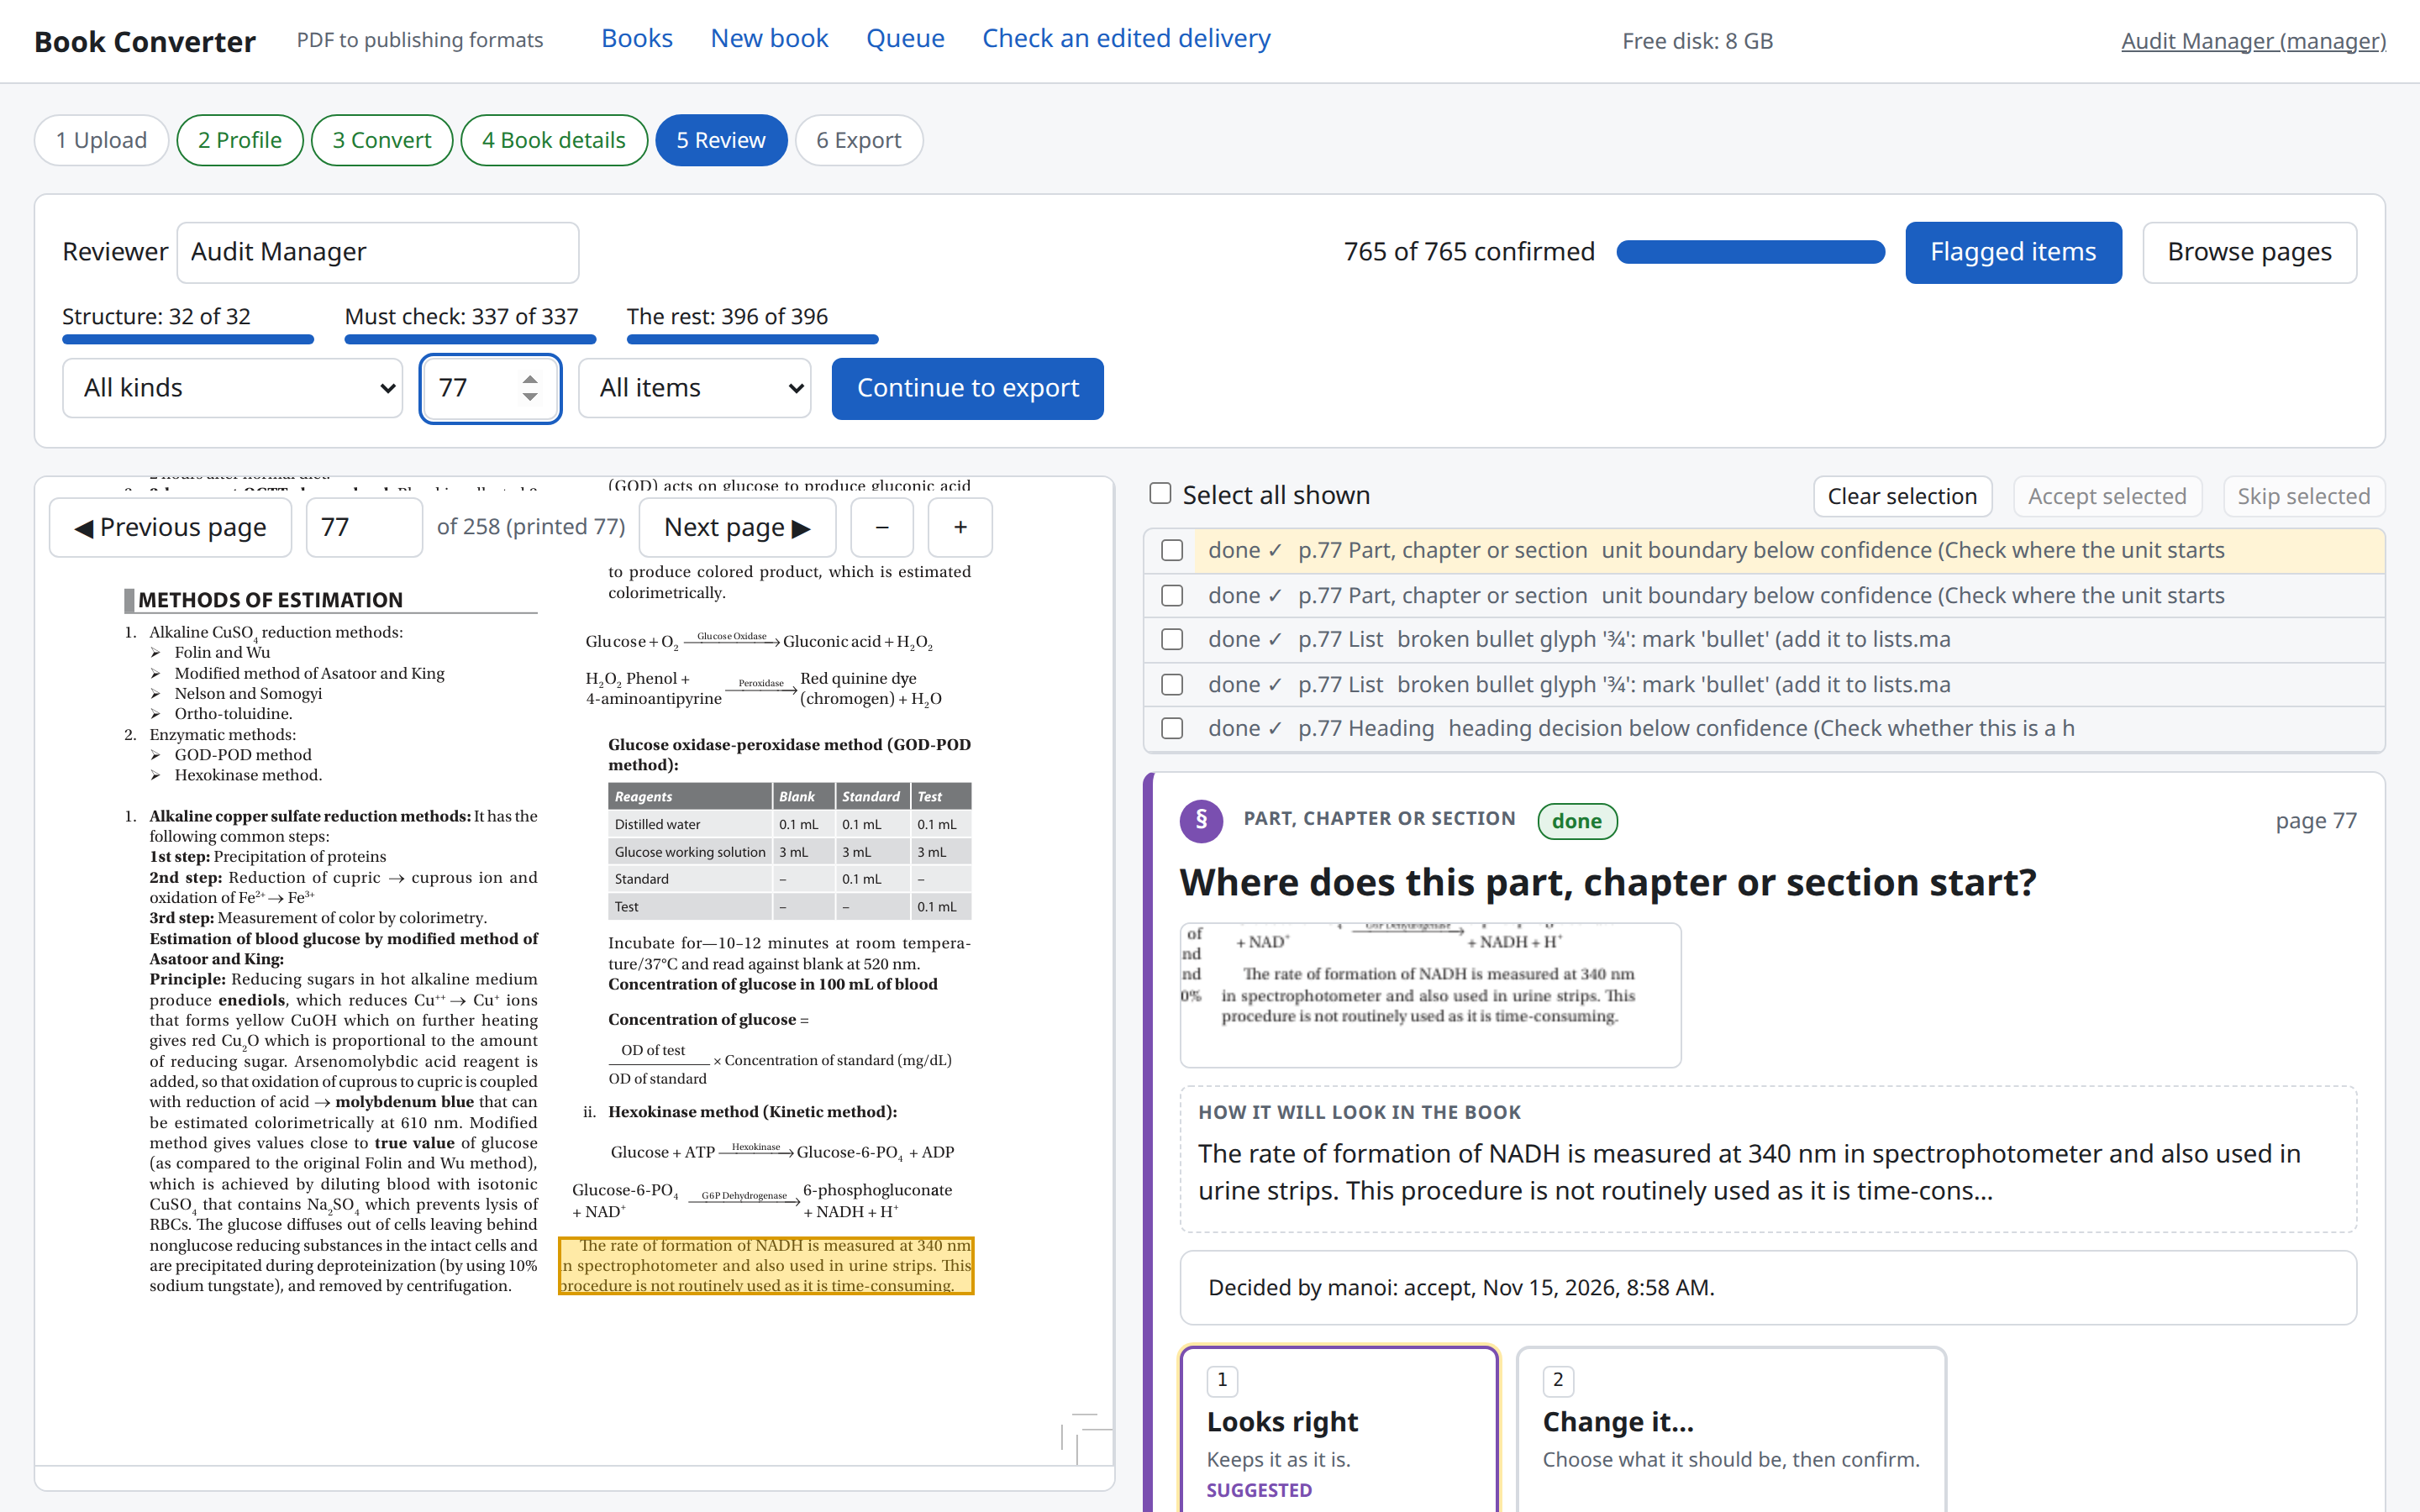 Book Converter
PDF to publishing formats
Books
New book
Queue
Check an edited delivery
Free disk: 8 GB
Audit Manager (manager)
1 Upload
2 Profile
3 Convert
4 Book details
5 Review
6 Export
Reviewer
Audit Manager
765 of 765 confirmed
Flagged items
Browse pages
Structure: 32 of 32
Must check: 337 of 337
The rest: 396 of 396
All kinds
77
All items
Continue to export
(GOD) acts on glucose to produce gluconic acid
◀ Previous page
77
of 258 (printed 77)
Next page ▶
−
+
METHODS OF ESTIMATION
1. Alkaline CuSO₄ reduction methods:
➢ Folin and Wu
➢ Modified method of Asatoor and King
➢ Nelson and Somogyi
➢ Ortho-toluidine.
2. Enzymatic methods:
➢ GOD-POD method
➢ Hexokinase method.
1. Alkaline copper sulfate reduction methods: It has the
following common steps:
1st step: Precipitation of proteins
2nd step: Reduction of cupric → cuprous ion and
oxidation of Fe²⁺ → Fe³⁺
3rd step: Measurement of color by colorimetry.
Estimation of blood glucose by modified method of
Asatoor and King:
Principle: Reducing sugars in hot alkaline medium
produce enediols, which reduces Cu⁺⁺ → Cu⁺ ions
that forms yellow CuOH which on further heating
gives red Cu₂O which is proportional to the amount
of reducing sugar. Arsenomolybdic acid reagent is
added, so that oxidation of cuprous to cupric is coupled
with reduction of acid → molybdenum blue that can
be estimated colorimetrically at 610 nm. Modified
method gives values close to true value of glucose
(as compared to the original Folin and Wu method),
which is achieved by diluting blood with isotonic
CuSO₄ that contains Na₂SO₄ which prevents lysis of
RBCs. The glucose diffuses out of cells leaving behind
nonglucose reducing substances in the intact cells and
are precipitated during deproteinization (by using 10%
sodium tungstate), and removed by centrifugation.
to produce colored product, which is estimated
colorimetrically.
Glucose + O₂ Glucose Oxidase → Gluconic acid + H₂O₂
H₂O₂ Phenol + Peroxidase → Red quinine dye
4-aminoantipyrine (chromogen) + H₂O
Glucose oxidase-peroxidase method (GOD-POD
method):
Reagents Blank Standard Test
Distilled water 0.1 mL 0.1 mL 0.1 mL
Glucose working solution 3 mL 3 mL 3 mL
Standard – 0.1 mL –
Test – – 0.1 mL
Incubate for—10–12 minutes at room tempera-
ture/37°C and read against blank at 520 nm.
Concentration of glucose in 100 mL of blood
Concentration of glucose =
OD of test
× Concentration of standard (mg/dL)
OD of standard
ii. Hexokinase method (Kinetic method):
Glucose + ATP Hexokinase → Glucose-6-PO₄ + ADP
Glucose-6-PO₄ G6P Dehydrogenase → 6-phosphogluconate
+ NAD⁺ + NADH + H⁺
The rate of formation of NADH is measured at 340 nm
in spectrophotometer and also used in urine strips. This
procedure is not routinely used as it is time-consuming.
Select all shown
Clear selection
Accept selected
Skip selected
done ✓ p.77 Part, chapter or section unit boundary below confidence (Check where the unit starts
done ✓ p.77 Part, chapter or section unit boundary below confidence (Check where the unit starts
done ✓ p.77 List broken bullet glyph '¾': mark 'bullet' (add it to lists.ma
done ✓ p.77 List broken bullet glyph '¾': mark 'bullet' (add it to lists.ma
done ✓ p.77 Heading heading decision below confidence (Check whether this is a h
§
PART, CHAPTER OR SECTION
done
page 77
Where does this part, chapter or section start?
of + NAD⁺ + NADH + H⁺
nd
nd The rate of formation of NADH is measured at 340 nm
0% in spectrophotometer and also used in urine strips. This
procedure is not routinely used as it is time-consuming.
HOW IT WILL LOOK IN THE BOOK
The rate of formation of NADH is measured at 340 nm in spectrophotometer and also used in
urine strips. This procedure is not routinely used as it is time-cons...
Decided by manoi: accept, Nov 15, 2026, 8:58 AM.
1
Looks right
Keeps it as it is.
SUGGESTED
2
Change it...
Choose what it should be, then confirm.